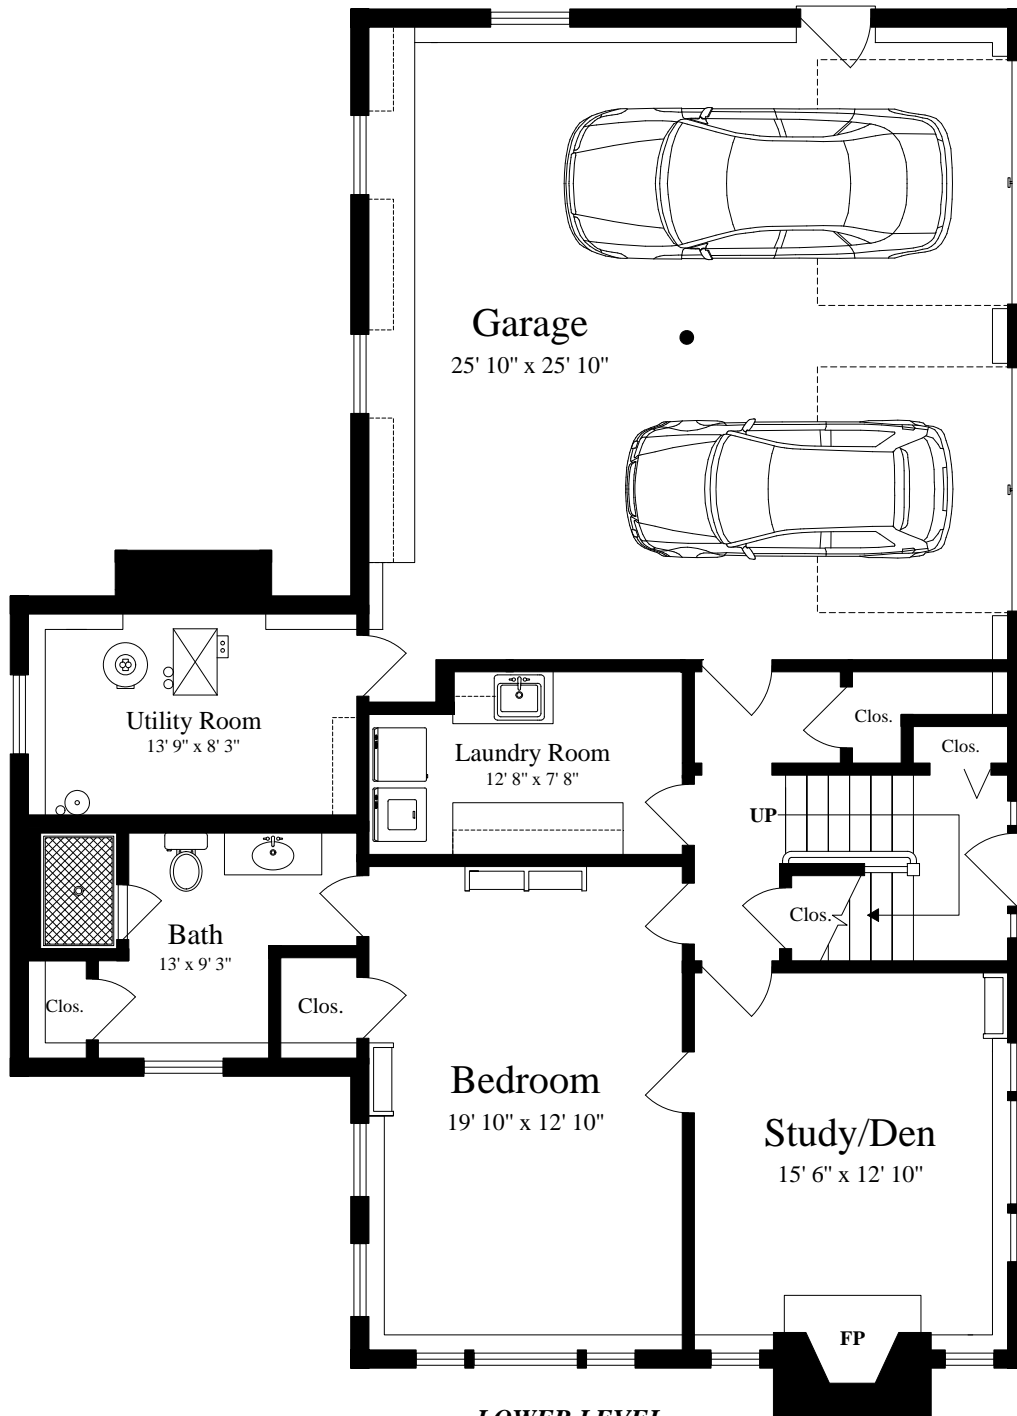 Garage
25' 10" x 25' 10"
Utility Room
13' 9" x 8' 3"
Laundry Room
12' 8" x 7' 8"
Clos.
Clos.
UP
Clos.
Bath
13' x 9' 3"
Clos.
Clos.
Bedroom
19' 10" x 12' 10"
Study/Den
15' 6" x 12' 10"
FP
LOWER LEVEL